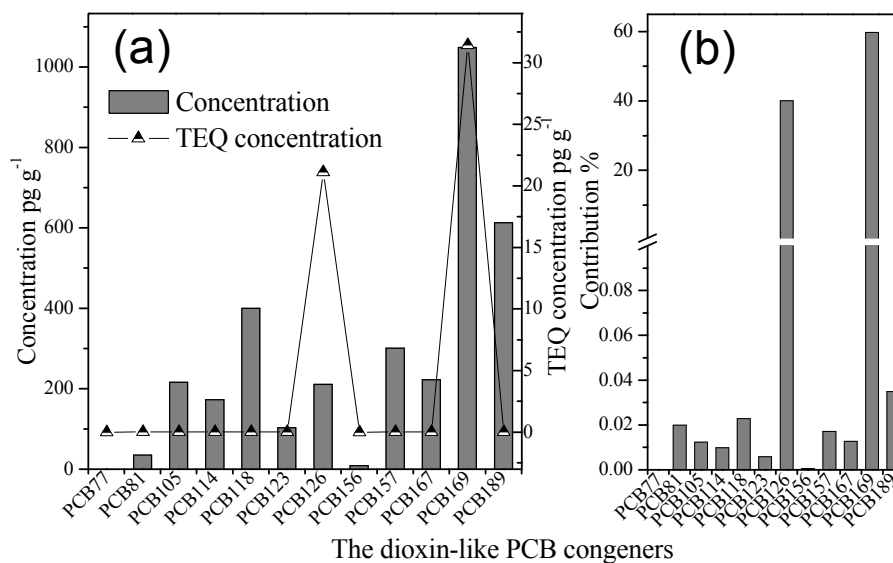 (a)
Concentration
TEQ concentration
Concentration pg g⁻¹
0
200
400
600
800
1000
TEQ concentration pg g⁻¹
0
5
10
15
20
25
30
PCB77
PCB81
PCB105
PCB114
PCB118
PCB123
PCB126
PCB156
PCB157
PCB167
PCB169
PCB189
(b)
Contribution %
60
40
20
0.08
0.06
0.04
0.02
0.00
PCB77
PCB81
PCB105
PCB114
PCB118
PCB123
PCB126
PCB156
PCB157
PCB167
PCB169
PCB189
The dioxin-like PCB congeners